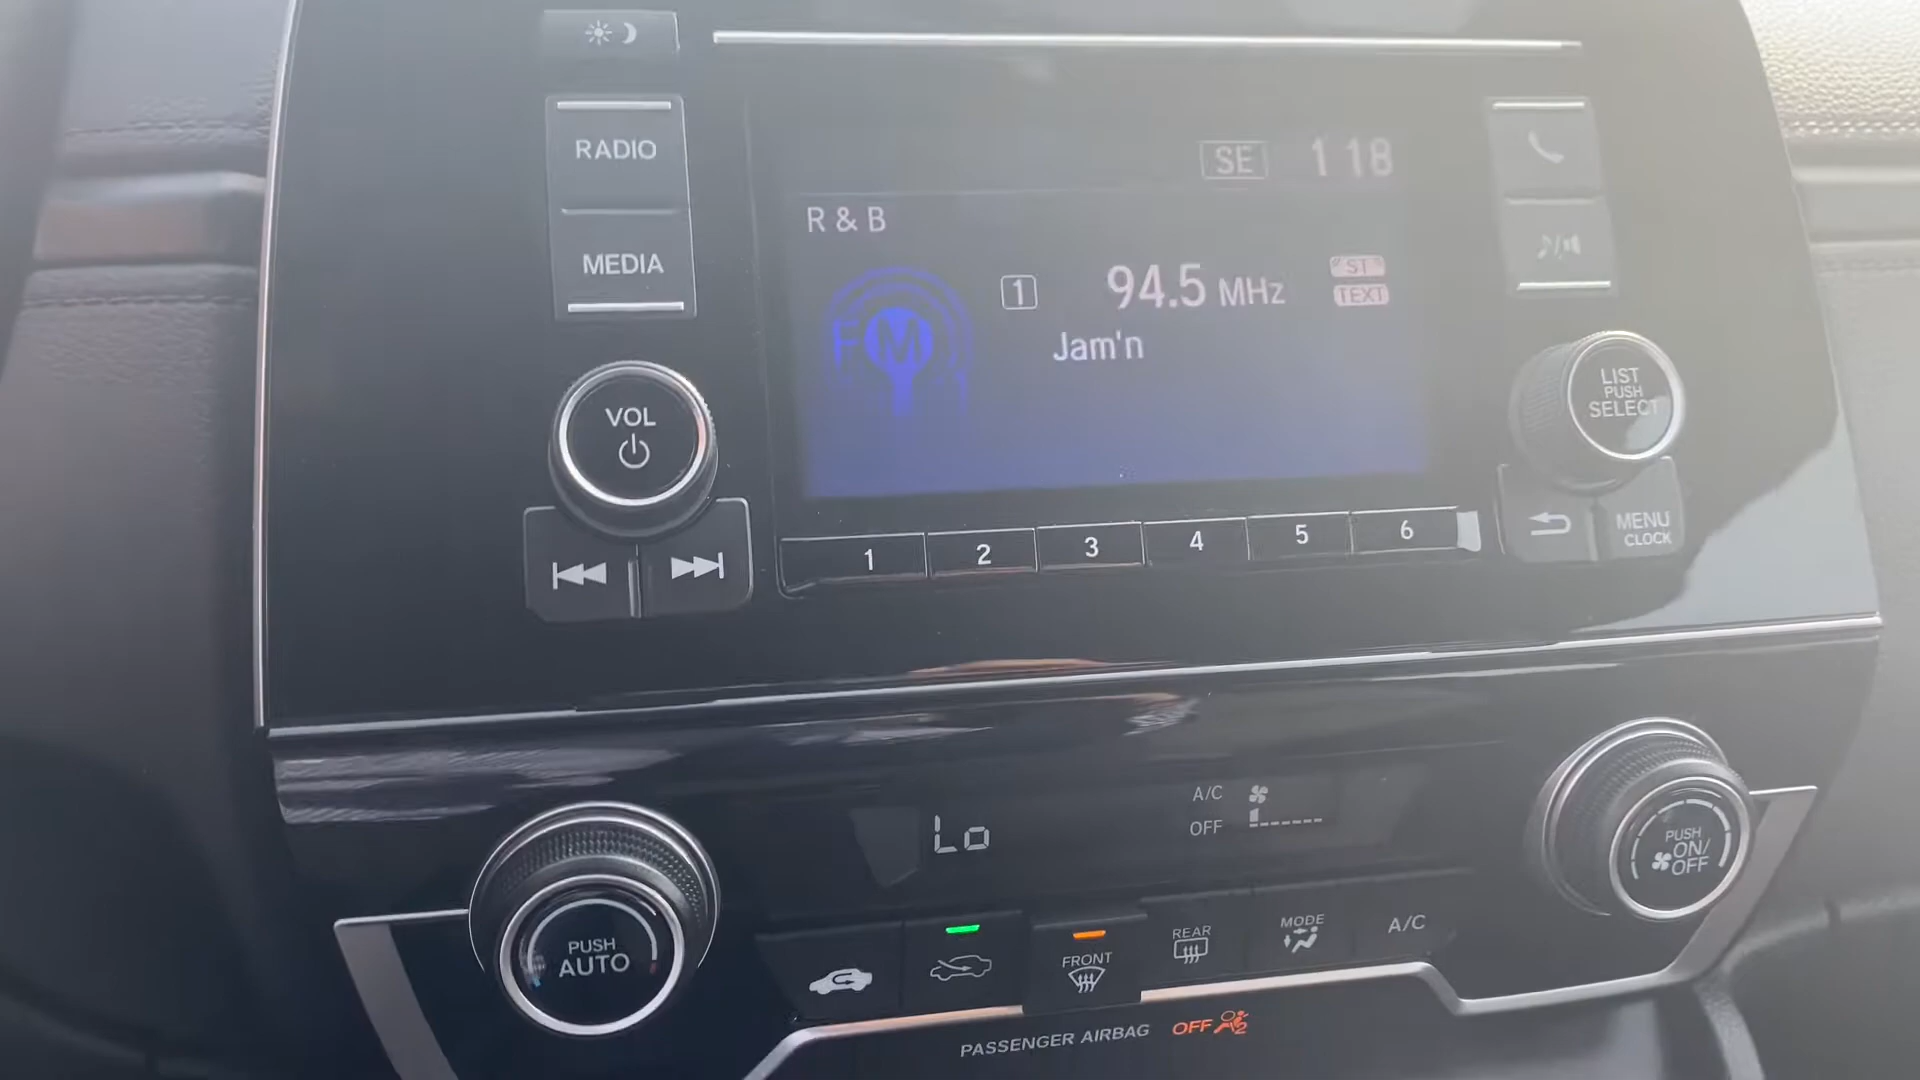 RADIO
MEDIA
VOL
SE 1 18
R & B
FM
1 94.5 MHz ST
TEXT
Jam'n
LIST
PUSH
SELECT
MENU
CLOCK
1 2 3 4 5 6
Lo
A/C
OFF
PUSH
AUTO
PUSH
ON/
OFF
FRONT
REAR
MODE
A/C
PASSENGER AIRBAG OFF